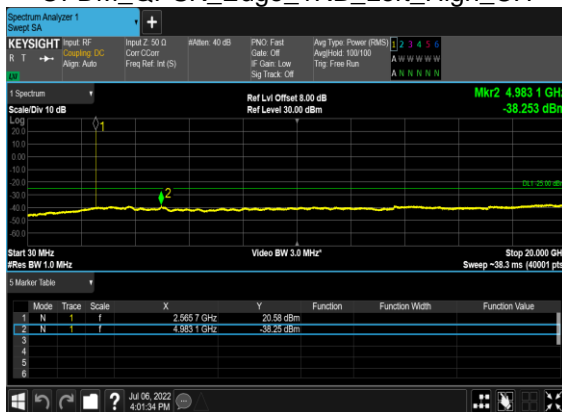 Spectrum Analyzer 1
Swept SA
+
KEYSIGHT Input: RF Input Z: 50 Ω #Atten: 40 dB PNO: Fast Avg Type: Power (RMS) 1 2 3 4 5 6
R T Coupling: DC Corr CCorr Gate: Off Avg|Hold: 100/100 A W W W W W
Align: Auto Freq Ref: Int (S) IF Gain: Low Trig: Free Run
Sig Track: Off A N N N N N
LXI
1 Spectrum Ref Lvl Offset 8.00 dB Mkr2 4.983 1 GHz
Scale/Div 10 dB Ref Level 30.00 dBm -38.253 dBm
Log
20.0
1
10.0
0.00
-10.0
-20.0
DL1 -25.00 dBm
-30.0
2
-40.0
-50.0
-60.0
Start 30 MHz Video BW 3.0 MHz* Stop 20.000 GHz
#Res BW 1.0 MHz Sweep ~38.3 ms (40001 pts)
5 Marker Table
Mode Trace Scale X Y Function Function Width Function Value
1 N 1 f 2.565 7 GHz 20.58 dBm
2 N 1 f 4.983 1 GHz -38.25 dBm
3
4
5
6
? Jul 06, 2022
4:01:34 PM